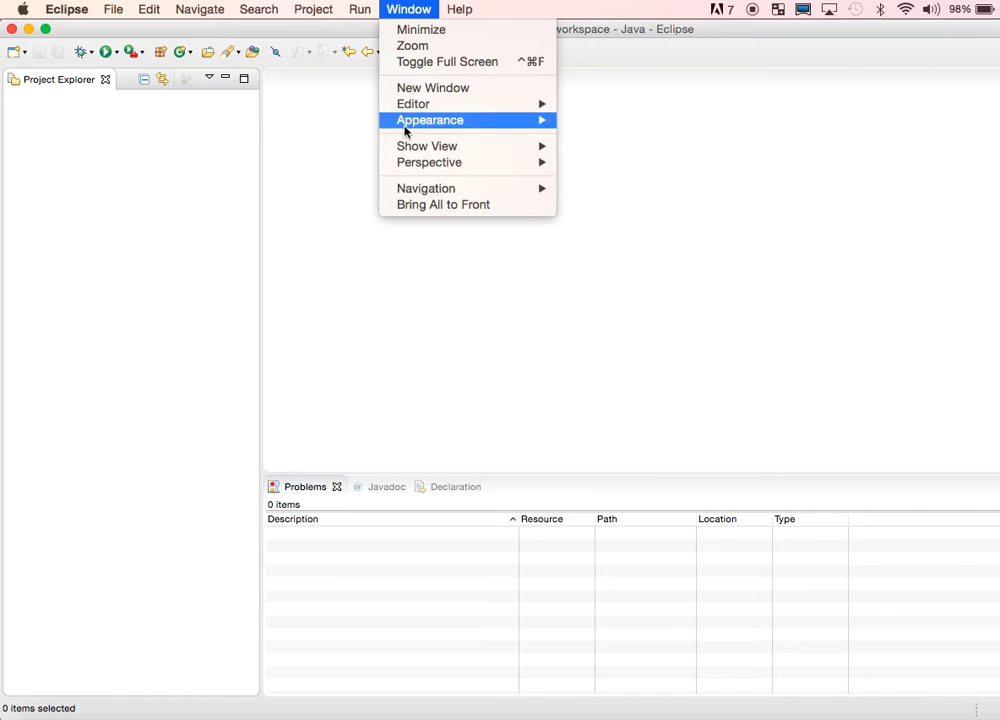 Eclipse File Edit Navigate Search Project Run Window Help 7 98%
workspace - Java - Eclipse
Minimize
Zoom
Toggle Full Screen ^⌘F
New Window
Editor
Appearance
Show View
Perspective
Navigation
Bring All to Front
Project Explorer
Problems Javadoc Declaration
0 items
Description Resource Path Location Type
0 items selected